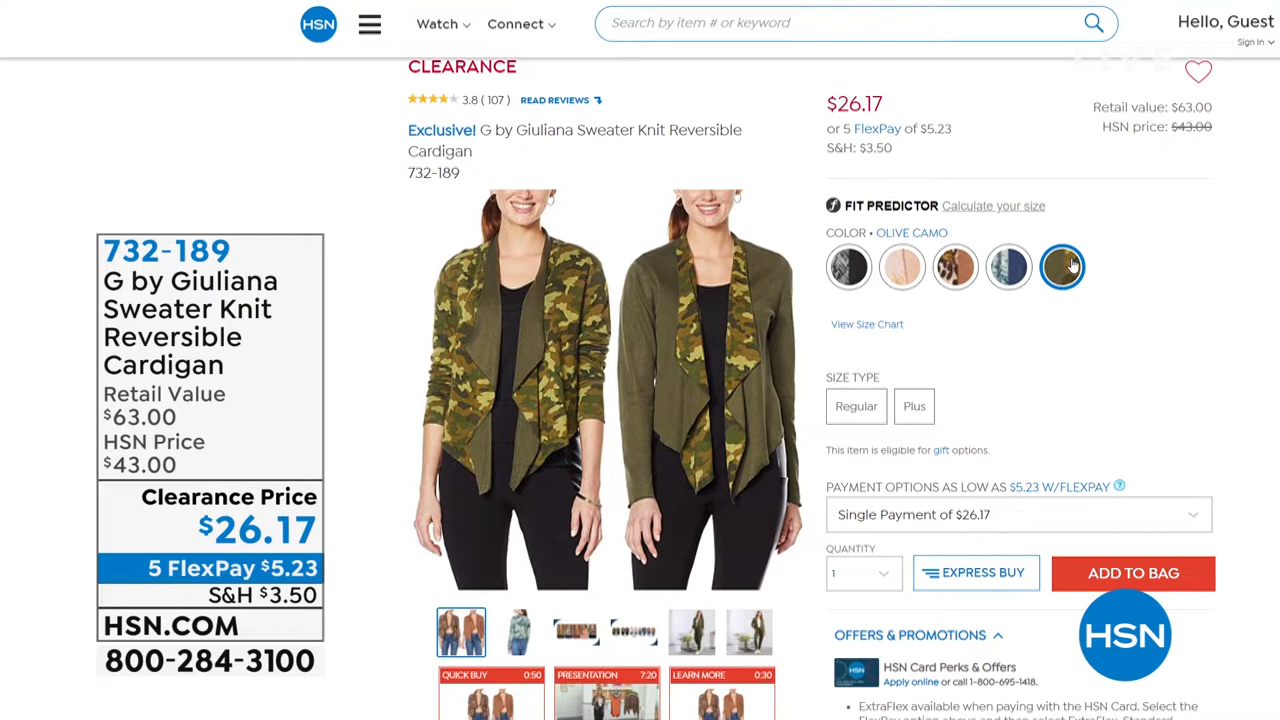 HSN
Watch
Connect
Search by item # or keyword
Hello, Guest
Sign In
LIVE
CLEARANCE
3.8 (107) READ REVIEWS
Exclusive! G by Giuliana Sweater Knit Reversible
Cardigan
732-189
$26.17
or 5 FlexPay of $5.23
S&H: $3.50
Retail value: $63.00
HSN price: $43.00
FIT PREDICTOR Calculate your size
COLOR • OLIVE CAMO
View Size Chart
SIZE TYPE
Regular
Plus
This item is eligible for gift options.
PAYMENT OPTIONS AS LOW AS $5.23 W/FLEXPAY ?
Single Payment of $26.17
QUANTITY
1
EXPRESS BUY
ADD TO BAG
OFFERS & PROMOTIONS
HSN
HSN
HSN Card Perks & Offers
Apply online or call 1-800-695-1418.
• ExtraFlex available when paying with the HSN Card. Select the
FlexPay option above and then select ExtraFlex. Standard
732-189
G by Giuliana
Sweater Knit
Reversible
Cardigan
Retail Value
$63.00
HSN Price
$43.00
Clearance Price
$26.17
5 FlexPay $5.23
S&H $3.50
HSN.COM
800-284-3100
QUICK BUY 0:50
PRESENTATION 7:20
LEARN MORE 0:30